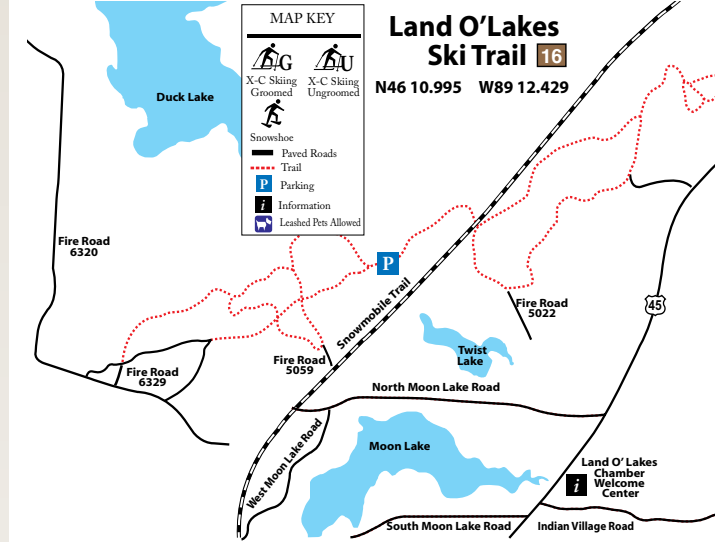 MAP KEY
G
U
X-C Skiing
Groomed
X-C Skiing
Ungroomed
Snowshoe
Paved Roads
Trail
P
Parking
i
Information
Leashed Pets Allowed
Land O'Lakes
Ski Trail 16
N46 10.995 W89 12.429
Duck Lake
Fire Road
6320
P
Snowmobile Trail
45
Fire Road
5022
Twist
Lake
Fire Road
5059
Fire Road
6329
North Moon Lake Road
West Moon Lake Road
Moon Lake
Land O' Lakes
Chamber
Welcome
Center
i
South Moon Lake Road
Indian Village Road